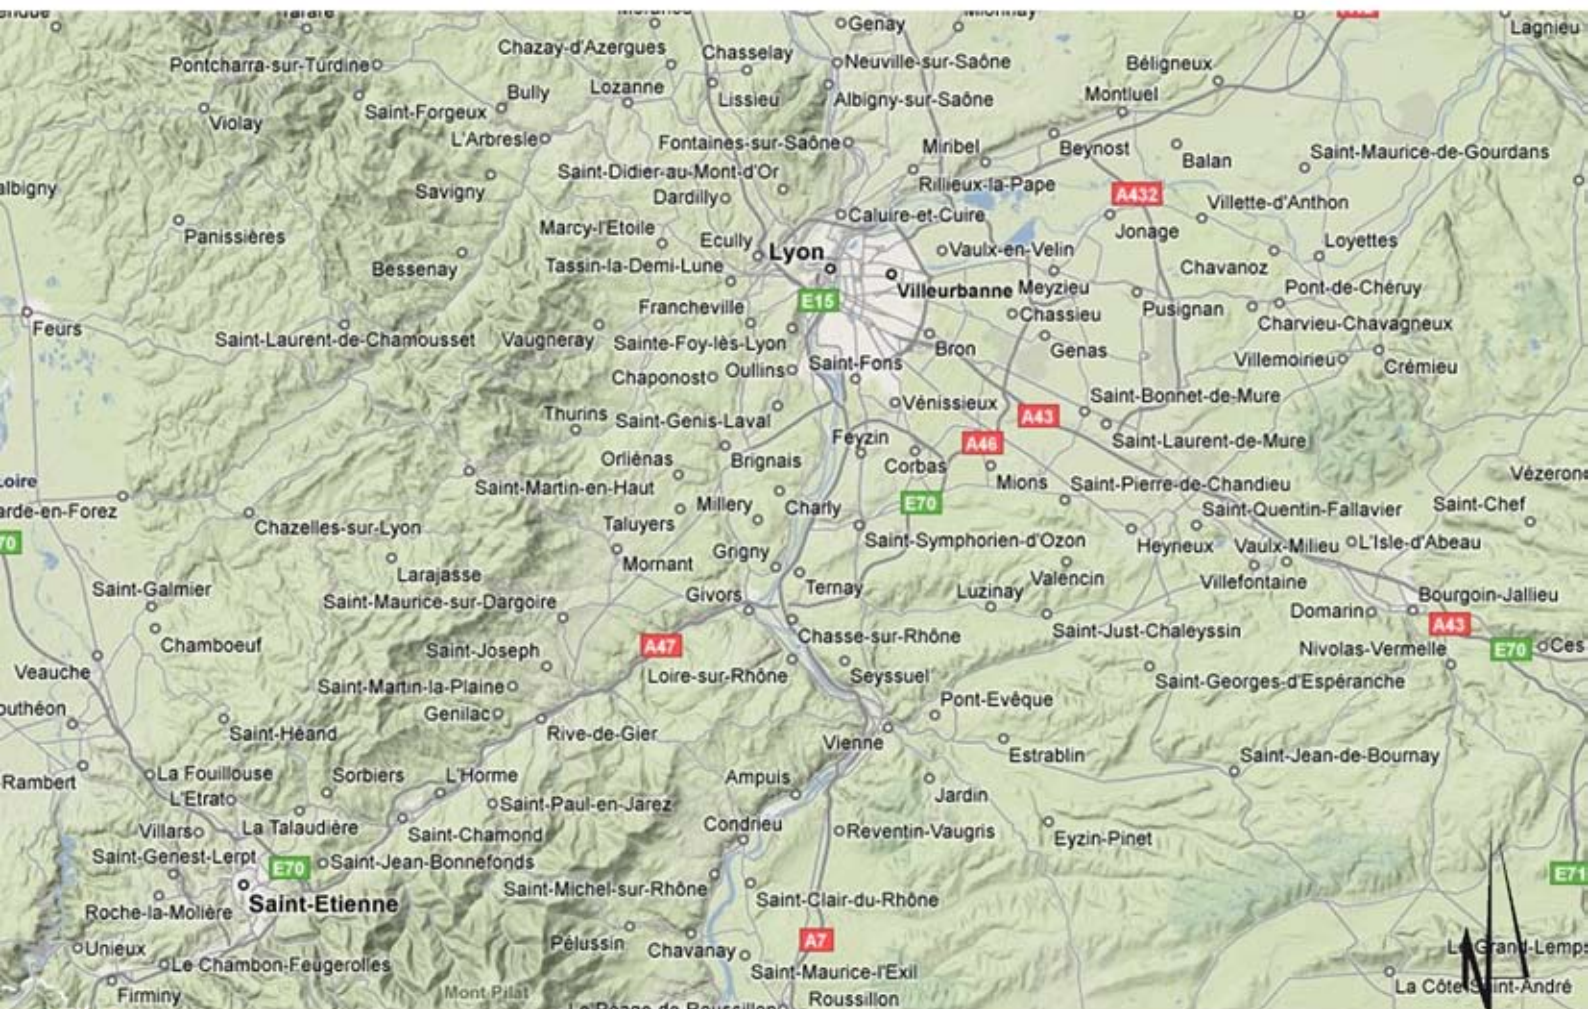 Genay
Lagnieu
Chazay-d'Azergues
Chasselay
Pontcharra-sur-Turdine
Neuville-sur-Saône
Béligneux
Bully
Lozanne
Lissieu
Albigny-sur-Saône
Montluel
Violay
Saint-Forgeux
L'Arbresle
Fontaines-sur-Saône
Miribel
Beynost
Balan
Saint-Maurice-de-Gourdans
Saint-Didier-au-Mont-d'Or
Savigny
Dardilly
Rillieux-la-Pape
A432
Villette-d'Anthon
albigny
Caluire-et-Cuire
Panissières
Marcy-l'Etoile
Ecully
Lyon
Vaulx-en-Velin
Jonage
Loyettes
Bessenay
Tassin-la-Demi-Lune
Chavanoz
Villeurbanne
Meyzieu
Pont-de-Chéruy
E15
Francheville
Chassieu
Pusignan
Charvieu-Chavagneux
Feurs
Saint-Laurent-de-Chamousset
Vaugneray
Sainte-Foy-lès-Lyon
Bron
Genas
Villemoirieu
Crémieu
Chaponost
Oullins
Saint-Fons
Vénissieux
Saint-Bonnet-de-Mure
Thurins
Saint-Genis-Laval
A43
Feyzin
A46
Saint-Laurent-de-Mure
Orliénas
Brignais
Corbas
Loire
Saint-Martin-en-Haut
Mions
Saint-Pierre-de-Chandieu
Vézeron
arde-en-Forez
Millery
Charly
E70
Saint-Quentin-Fallavier
Saint-Chef
Chazelles-sur-Lyon
Taluyers
Saint-Symphorien-d'Ozon
Heyrieux
Vaulx-Milieu
L'Isle-d'Abeau
70
Mornant
Grigny
Larajasse
Ternay
Valencin
Villefontaine
Saint-Galmier
Saint-Maurice-sur-Dargoire
Givors
Luzinay
Bourgoin-Jallieu
Domarin
Chamboeuf
Chasse-sur-Rhône
Saint-Just-Chaleyssin
A43
A47
Saint-Joseph
Nivolas-Vermelle
E70
Ces
Veauche
Loire-sur-Rhône
Seyssuel
Saint-Georges-d'Espéranche
Saint-Martin-la-Plaine
outhéon
Genilac
Pont-Evêque
Saint-Héand
Rive-de-Gier
Vienne
Estrablin
Saint-Jean-de-Bournay
Rambert
La Fouillouse
Sorbiers
L'Horme
Ampuis
Jardin
L'Etrat
Saint-Paul-en-Jarez
Villars
La Talaudière
Saint-Chamond
Condrieu
Reventin-Vaugris
Eyzin-Pinet
Saint-Genest-Lerpt
E70
Saint-Jean-Bonnefonds
E71
Saint-Michel-sur-Rhône
Saint-Etienne
Saint-Clair-du-Rhône
Roche-la-Molière
Unieux
Pélussin
Chavanay
A7
Le Grand-Lemps
Le Chambon-Feugerolles
Saint-Maurice-l'Exil
Firminy
Mont Pilat
Roussillon
La Côte-Saint-André
N